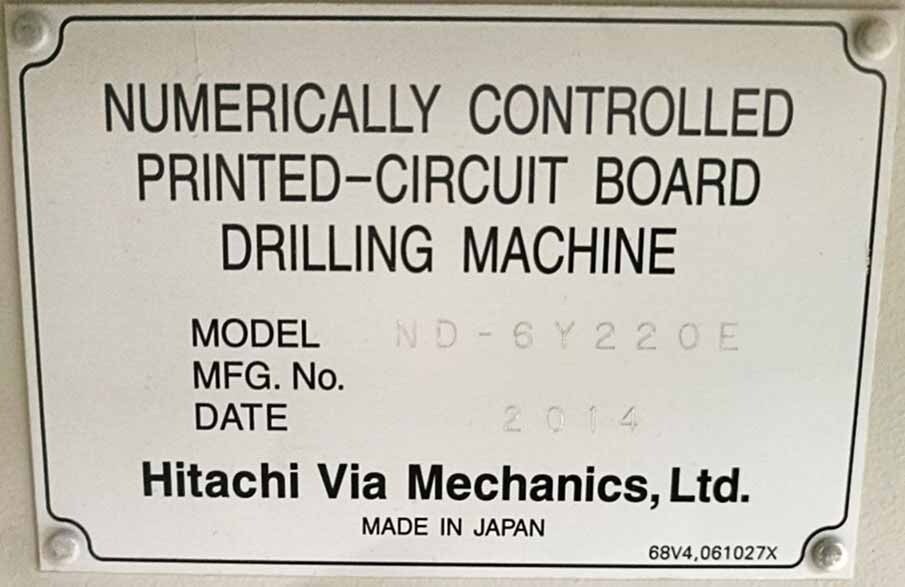 NUMERICALLY CONTROLLED
PRINTED-CIRCUIT BOARD
DRILLING MACHINE
MODEL ND-6Y220E
MFG. No.
DATE 2014
Hitachi Via Mechanics, Ltd.
MADE IN JAPAN
68V4,061027X